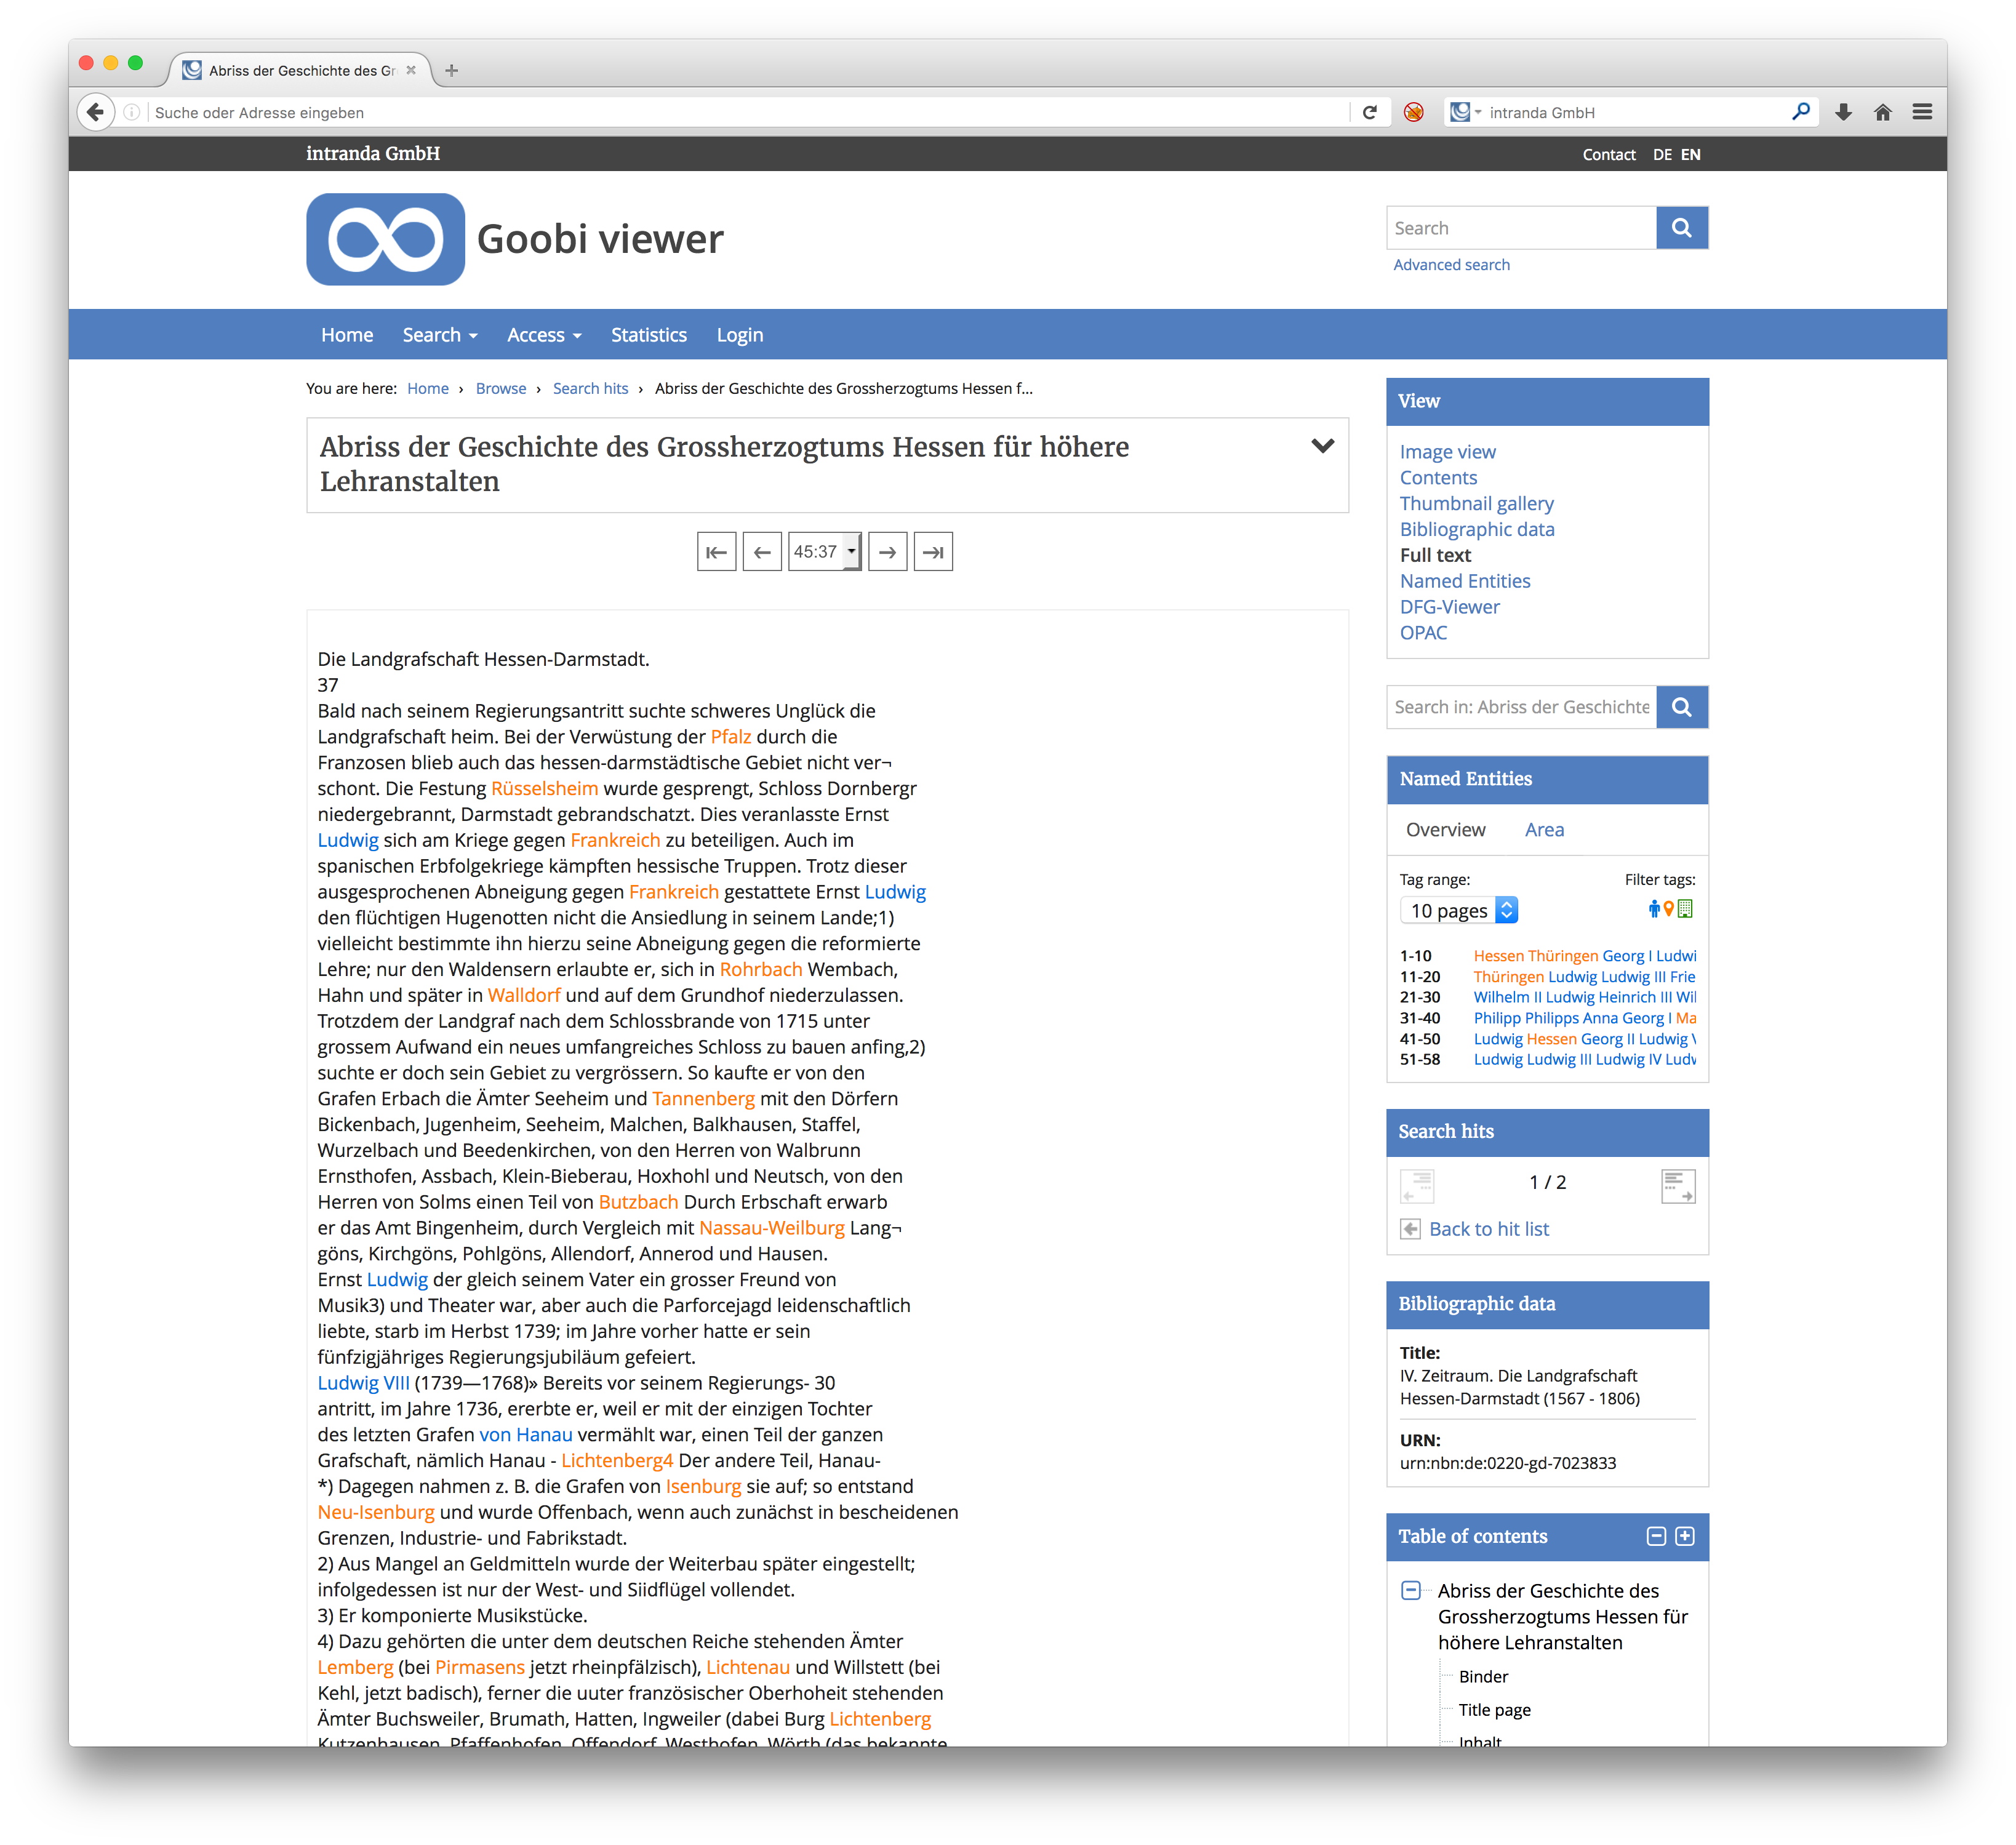 Abriss der Geschichte des Gr
Suche oder Adresse eingeben
intranda GmbH
intranda GmbH
Contact DE EN
Goobi viewer
Search
Advanced search
Home Search Access Statistics Login
You are here: Home › Browse › Search hits › Abriss der Geschichte des Grossherzogtums Hessen f...
Abriss der Geschichte des Grossherzogtums Hessen für höhere
Lehranstalten
45:37
Die Landgrafschaft Hessen-Darmstadt.
37
Bald nach seinem Regierungsantritt suchte schweres Unglück die
Landgrafschaft heim. Bei der Verwüstung der Pfalz durch die
Franzosen blieb auch das hessen-darmstädtische Gebiet nicht ver¬
schont. Die Festung Rüsselsheim wurde gesprengt, Schloss Dornbergr
niedergebrannt, Darmstadt gebrandschatzt. Dies veranlasste Ernst
Ludwig sich am Kriege gegen Frankreich zu beteiligen. Auch im
spanischen Erbfolgekriege kämpften hessische Truppen. Trotz dieser
ausgesprochenen Abneigung gegen Frankreich gestattete Ernst Ludwig
den flüchtigen Hugenotten nicht die Ansiedlung in seinem Lande;1)
vielleicht bestimmte ihn hierzu seine Abneigung gegen die reformierte
Lehre; nur den Waldensern erlaubte er, sich in Rohrbach Wembach,
Hahn und später in Walldorf und auf dem Grundhof niederzulassen.
Trotzdem der Landgraf nach dem Schlossbrande von 1715 unter
grossem Aufwand ein neues umfangreiches Schloss zu bauen anfing,2)
suchte er doch sein Gebiet zu vergrössern. So kaufte er von den
Grafen Erbach die Ämter Seeheim und Tannenberg mit den Dörfern
Bickenbach, Jugenheim, Seeheim, Malchen, Balkhausen, Staffel,
Wurzelbach und Beedenkirchen, von den Herren von Walbrunn
Ernsthofen, Assbach, Klein-Bieberau, Hoxhohl und Neutsch, von den
Herren von Solms einen Teil von Butzbach Durch Erbschaft erwarb
er das Amt Bingenheim, durch Vergleich mit Nassau-Weilburg Lang¬
göns, Kirchgöns, Pohlgöns, Allendorf, Annerod und Hausen.
Ernst Ludwig der gleich seinem Vater ein grosser Freund von
Musik3) und Theater war, aber auch die Parforcejagd leidenschaftlich
liebte, starb im Herbst 1739; im Jahre vorher hatte er sein
fünfzigjähriges Regierungsjubiläum gefeiert.
Ludwig VIII (1739—1768)» Bereits vor seinem Regierungs- 30
antritt, im Jahre 1736, ererbte er, weil er mit der einzigen Tochter
des letzten Grafen von Hanau vermählt war, einen Teil der ganzen
Grafschaft, nämlich Hanau - Lichtenberg4 Der andere Teil, Hanau-
*) Dagegen nahmen z. B. die Grafen von Isenburg sie auf; so entstand
Neu-Isenburg und wurde Offenbach, wenn auch zunächst in bescheidenen
Grenzen, Industrie- und Fabrikstadt.
2) Aus Mangel an Geldmitteln wurde der Weiterbau später eingestellt;
infolgedessen ist nur der West- und Siidflügel vollendet.
3) Er komponierte Musikstücke.
4) Dazu gehörten die unter dem deutschen Reiche stehenden Ämter
Lemberg (bei Pirmasens jetzt rheinpfälzisch), Lichtenau und Willstett (bei
Kehl, jetzt badisch), ferner die uuter französischer Oberhoheit stehenden
Ämter Buchsweiler, Brumath, Hatten, Ingweiler (dabei Burg Lichtenberg
Kutzenhausen, Pfaffenhofen, Offendorf, Westhofen, Wörth (das bekannte
View
Image view
Contents
Thumbnail gallery
Bibliographic data
Full text
Named Entities
DFG-Viewer
OPAC
Search in: Abriss der Geschichte
Named Entities
Overview Area
Tag range: Filter tags:
10 pages
1-10 Hessen Thüringen Georg I Ludwi
11-20 Thüringen Ludwig Ludwig III Frie
21-30 Wilhelm II Ludwig Heinrich III Wil
31-40 Philipp Philipps Anna Georg I Ma
41-50 Ludwig Hessen Georg II Ludwig V
51-58 Ludwig Ludwig III Ludwig IV Ludv
Search hits
1 / 2
Back to hit list
Bibliographic data
Title:
IV. Zeitraum. Die Landgrafschaft
Hessen-Darmstadt (1567 - 1806)
URN:
urn:nbn:de:0220-gd-7023833
Table of contents
Abriss der Geschichte des
Grossherzogtums Hessen für
höhere Lehranstalten
Binder
Title page
Inhalt